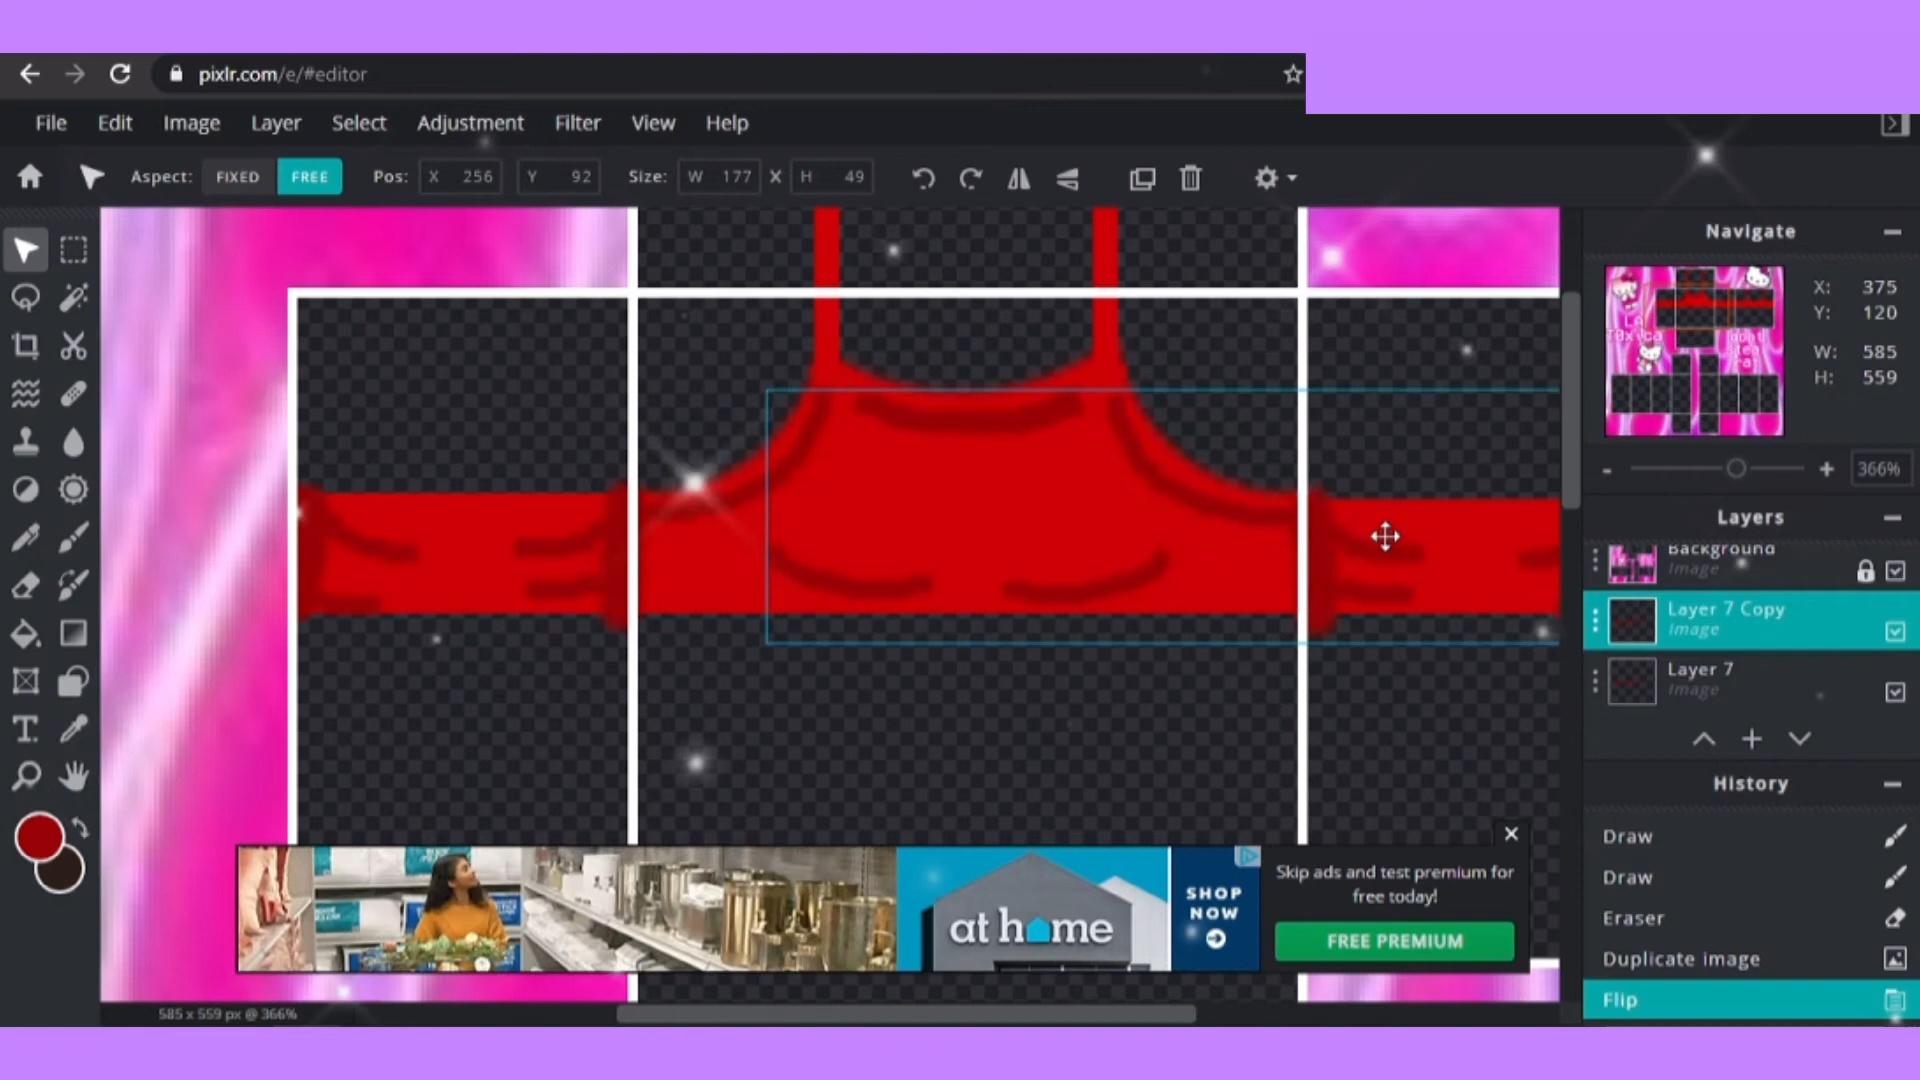 pixlr.com/e/#editor
File Edit Image Layer Select Adjustment Filter View Help
Aspect: FIXED FREE Pos: X 256 Y 92 Size: W 177 X H 49
Navigate
X: 375
Y: 120
W: 585
H: 559
- + 366%
Layers
Background
Image
Layer 7 Copy
Image
Layer 7
Image
History
Draw
Draw
Eraser
Duplicate image
Flip
at home
SHOP
NOW
Skip ads and test premium for
free today!
FREE PREMIUM
585 x 559 px @ 366%